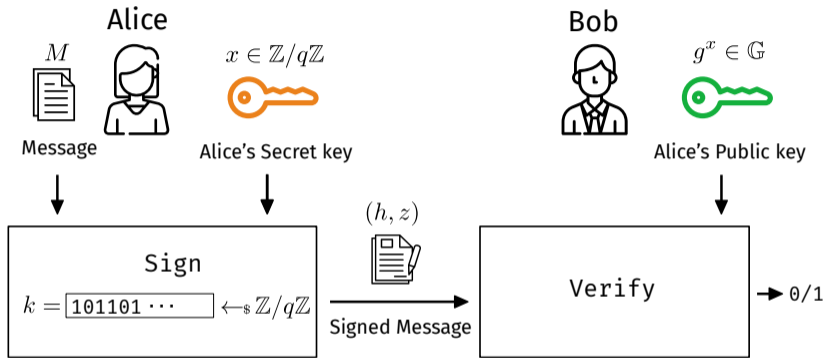 Alice
Bob
M
x ∈ ℤ/qℤ
g^x ∈ 𝔾
Message
Alice's Secret key
Alice's Public key
(h, z)
Sign
Verify
k = 101101 ··· ←$ ℤ/qℤ
0/1
Signed Message